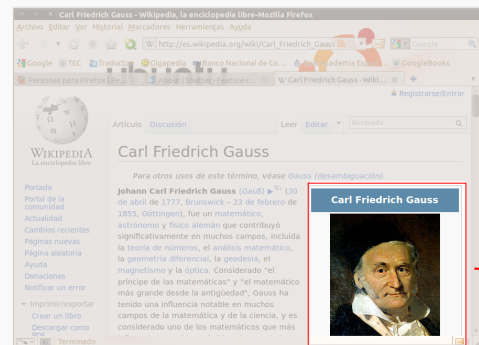 Carl Friedrich Gauss - Wikipedia, la enciclopedia libre-Mozilla Firefox
Archivo Editar Ver Historial Marcadores Herramientas Ayuda
http://es.wikipedia.org/wiki/Carl_Friedrich_Gauss
Google
Google TEC Traductor Gigapedia Banco Nacional de Co... GoogleBooks
ubuntu
Personas para Firefox
W Carl Friedrich Gauss - Wiki...
Registrarse/Entrar
Artículo Discusión Leer Editar Búsqueda
WIKIPEDIA
La enciclopedia libre
Carl Friedrich Gauss
Para otros usos de este término, véase Gauss (desambiguación).
Portada
Portal de la comunidad
Actualidad
Cambios recientes
Páginas nuevas
Página aleatoria
Ayuda
Donaciones
Notificar un error
Imprimir/exportar
Crear un libro
Descargar como
Johann Carl Friedrich Gauss (Gauß) (30
de abril de 1777, Brunswick – 23 de febrero de
1855, Göttingen), fue un matemático,
astrónomo y físico alemán que contribuyó
significativamente en muchos campos, incluida
la teoría de números, el análisis matemático,
la geometría diferencial, la geodesia, el
magnetismo y la óptica. Considerado "el
príncipe de las matemáticas" y "el matemático
más grande desde la antigüedad", Gauss ha
tenido una influencia notable en muchos
campos de la matemática y de la ciencia, y es
considerado uno de los matemáticos que más
Carl Friedrich Gauss
Terminado